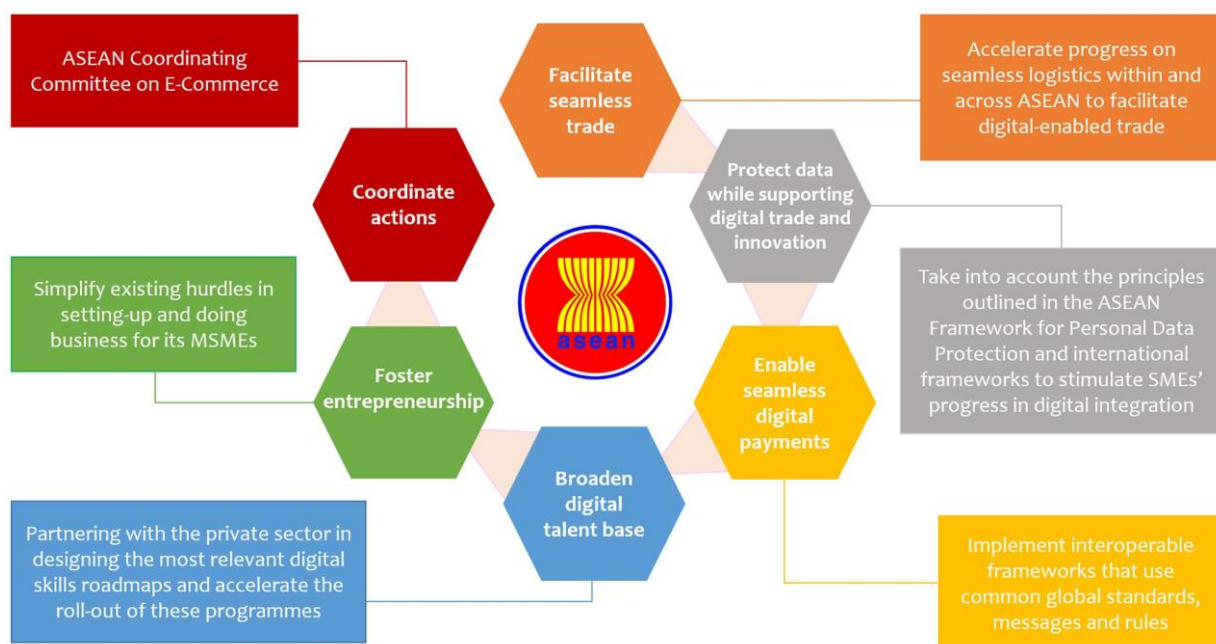 ASEAN Coordinating
Committee on E-Commerce
Facilitate
seamless
trade
Accelerate progress on
seamless logistics within and
across ASEAN to facilitate
digital-enabled trade
Coordinate
actions
Protect data
while supporting
digital trade and
innovation
Simplify existing hurdles in
setting-up and doing
business for its MSMEs
asean
Take into account the principles
outlined in the ASEAN
Framework for Personal Data
Protection and international
frameworks to stimulate SMEs’
progress in digital integration
Foster
entrepreneurship
Enable
seamless
digital
payments
Broaden
digital
talent base
Partnering with the private sector in
designing the most relevant digital
skills roadmaps and accelerate the
roll-out of these programmes
Implement interoperable
frameworks that use
common global standards,
messages and rules